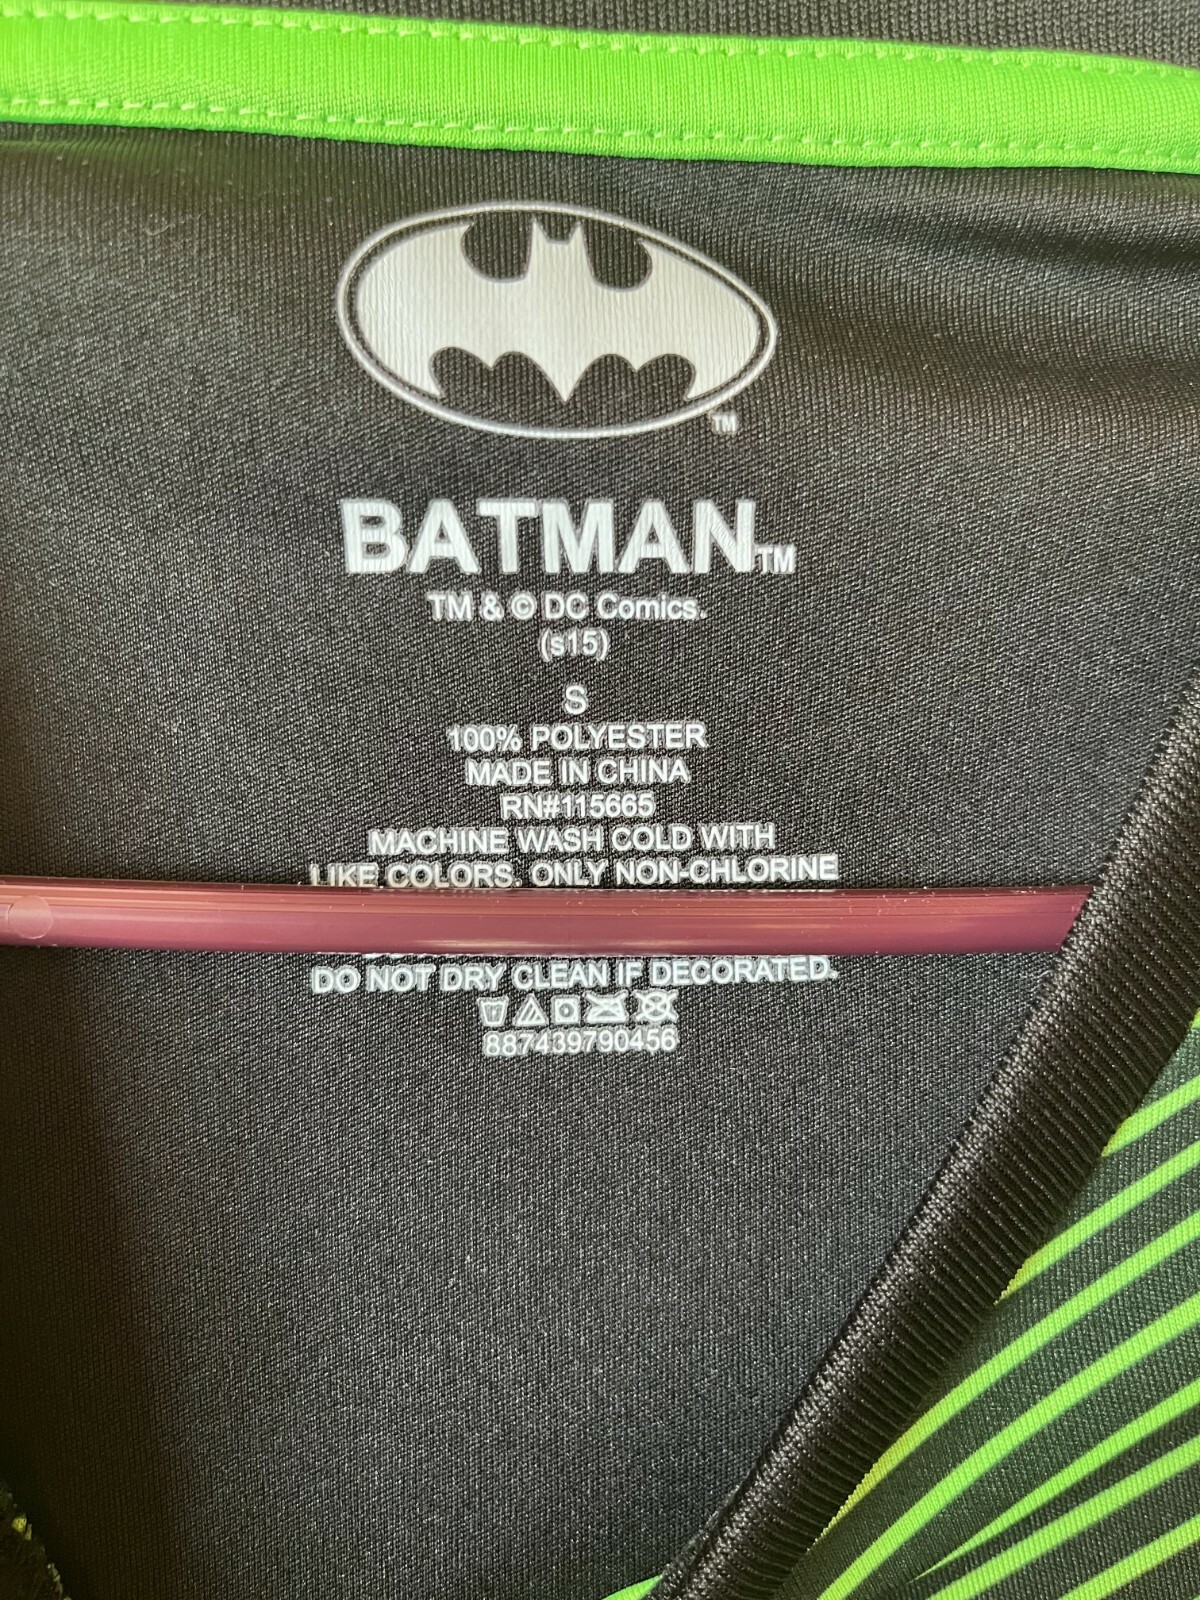 TM
BATMAN TM
TM & © DC Comics.
(s15)
S
100% POLYESTER
MADE IN CHINA
RN#115665
MACHINE WASH COLD WITH
LIKE COLORS. ONLY NON-CHLORINE
DO NOT DRY CLEAN IF DECORATED.
887439790456